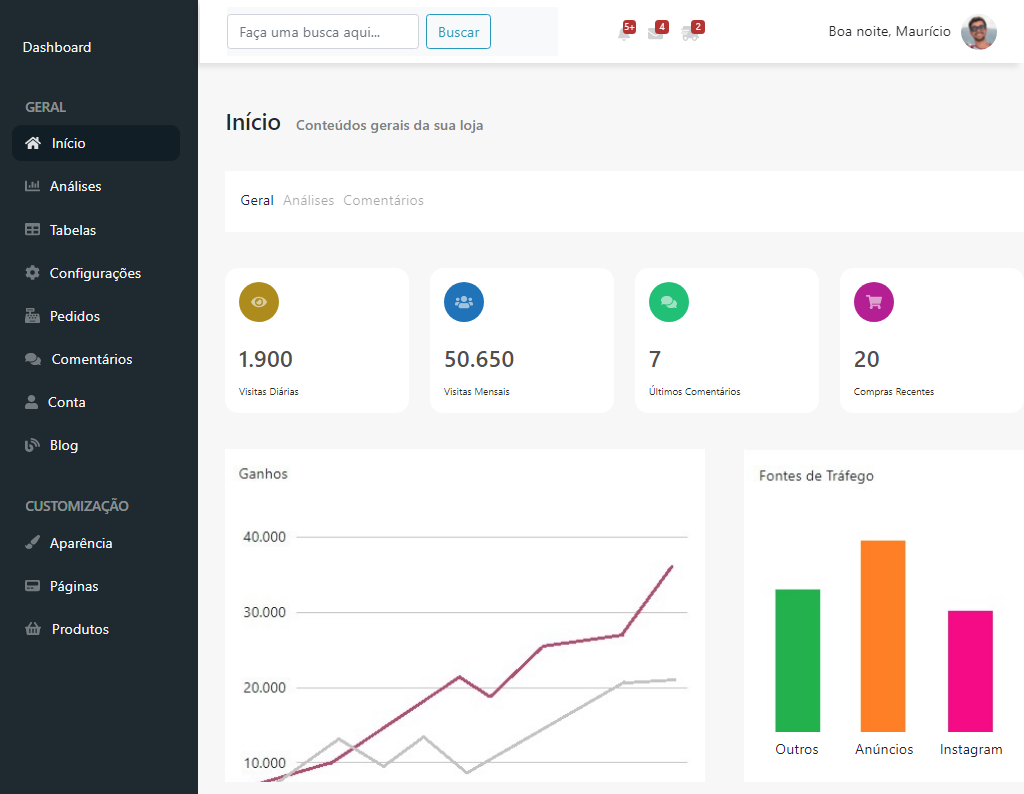 Dashboard
GERAL
Início
Análises
Tabelas
Configurações
Pedidos
Comentários
Conta
Blog
CUSTOMIZAÇÃO
Aparência
Páginas
Produtos
Faça uma busca aqui... Buscar
5+ 4 2
Boa noite, Maurício
Início Conteúdos gerais da sua loja
Geral Análises Comentários
1.900
Visitas Diárias
50.650
Visitas Mensais
7
Últimos Comentários
20
Compras Recentes
Ganhos
40.000
30.000
20.000
10.000
Fontes de Tráfego
Outros Anúncios Instagram